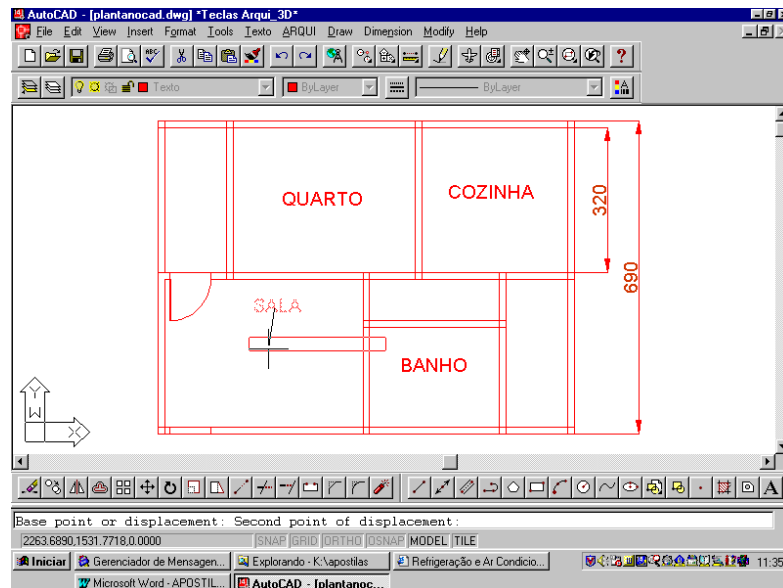 AutoCAD - [plantanocad.dwg] *Teclas Arqui_3D*
File Edit View Insert Format Tools Texto ARQUI Draw Dimension Modify Help
ABC
?
Texto
ByLayer
ByLayer
QUARTO
COZINHA
320
690
SALA
BANHO
Y
W
X
A
Base point or displacement: Second point of displacement:
2263.6890,1531.7718,0.0000 SNAP GRID ORTHO OSNAP MODEL TILE
Iniciar Gerenciador de Mensagen... Explorando - K:\apostilas Refrigeração e Ar Condicio...
Microsoft Word - APOSTIL... AutoCAD - [plantanoc...